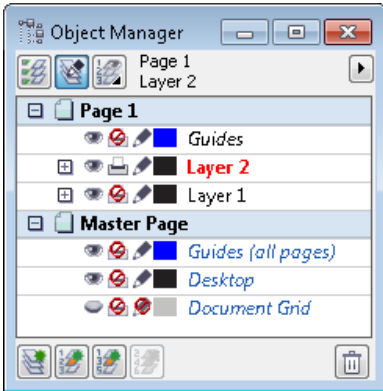 Object Manager
Page 1
Layer 2
Page 1
Guides
Layer 2
Layer 1
Master Page
Guides (all pages)
Desktop
Document Grid